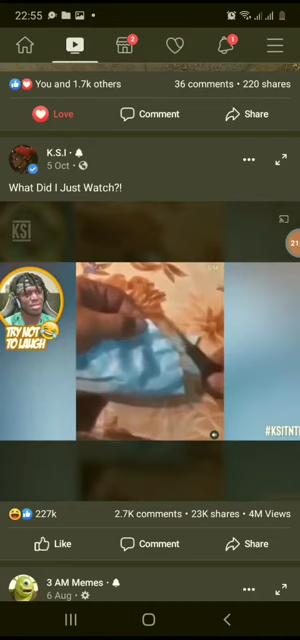 22:55
2
1
You and 1.7k others
36 comments • 220 shares
Love
Comment
Share
K.S.I •
5 Oct •
What Did I Just Watch?!
KSI
21
TRY NOT
TO LAUGH
#KSITNT
227k
2.7K comments • 23K shares • 4M Views
Like
Comment
Share
3 AM Memes •
6 Aug •